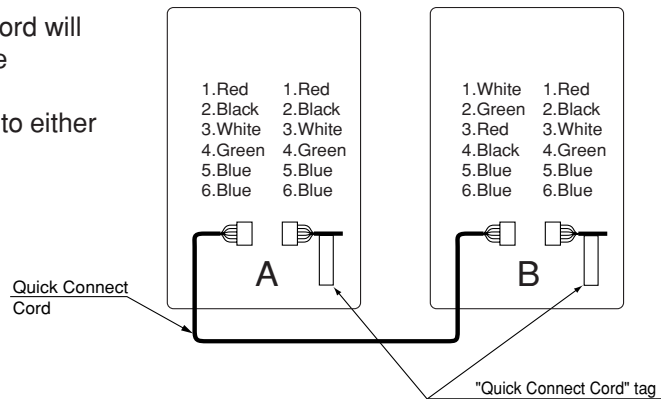 ord will
e
to either
1.Red 1.Red
2.Black 2.Black
3.White 3.White
4.Green 4.Green
5.Blue 5.Blue
6.Blue 6.Blue
1.White 1.Red
2.Green 2.Black
3.Red 3.White
4.Black 4.Green
5.Blue 5.Blue
6.Blue 6.Blue
A
B
Quick Connect
Cord
"Quick Connect Cord" tag